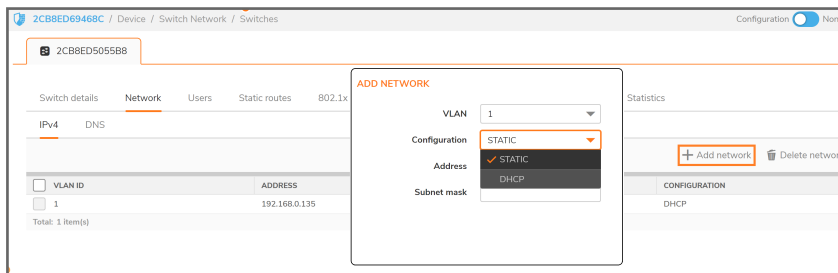 2CB8ED69468C / Device / Switch Network / Switches
Configuration
2CB8ED5055B8
Switch details Network Users Static routes 802.1x Statistics
IPv4 DNS
Add network Delete networ
VLAN ID ADDRESS CONFIGURATION
1 192.168.0.135 DHCP
Total: 1 item(s)
ADD NETWORK
VLAN 1
Configuration STATIC
STATIC
DHCP
Address
Subnet mask